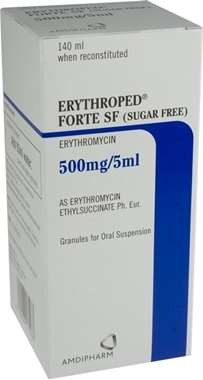 140 ml
when reconstituted
ERYTHROPED®
FORTE SF (SUGAR FREE)
ERYTHROMYCIN
500mg/5ml
AS ERYTHROMYCIN
ETHYLSUCCINATE Ph. Eur.
Granules for Oral Suspension
AMDIPHARM